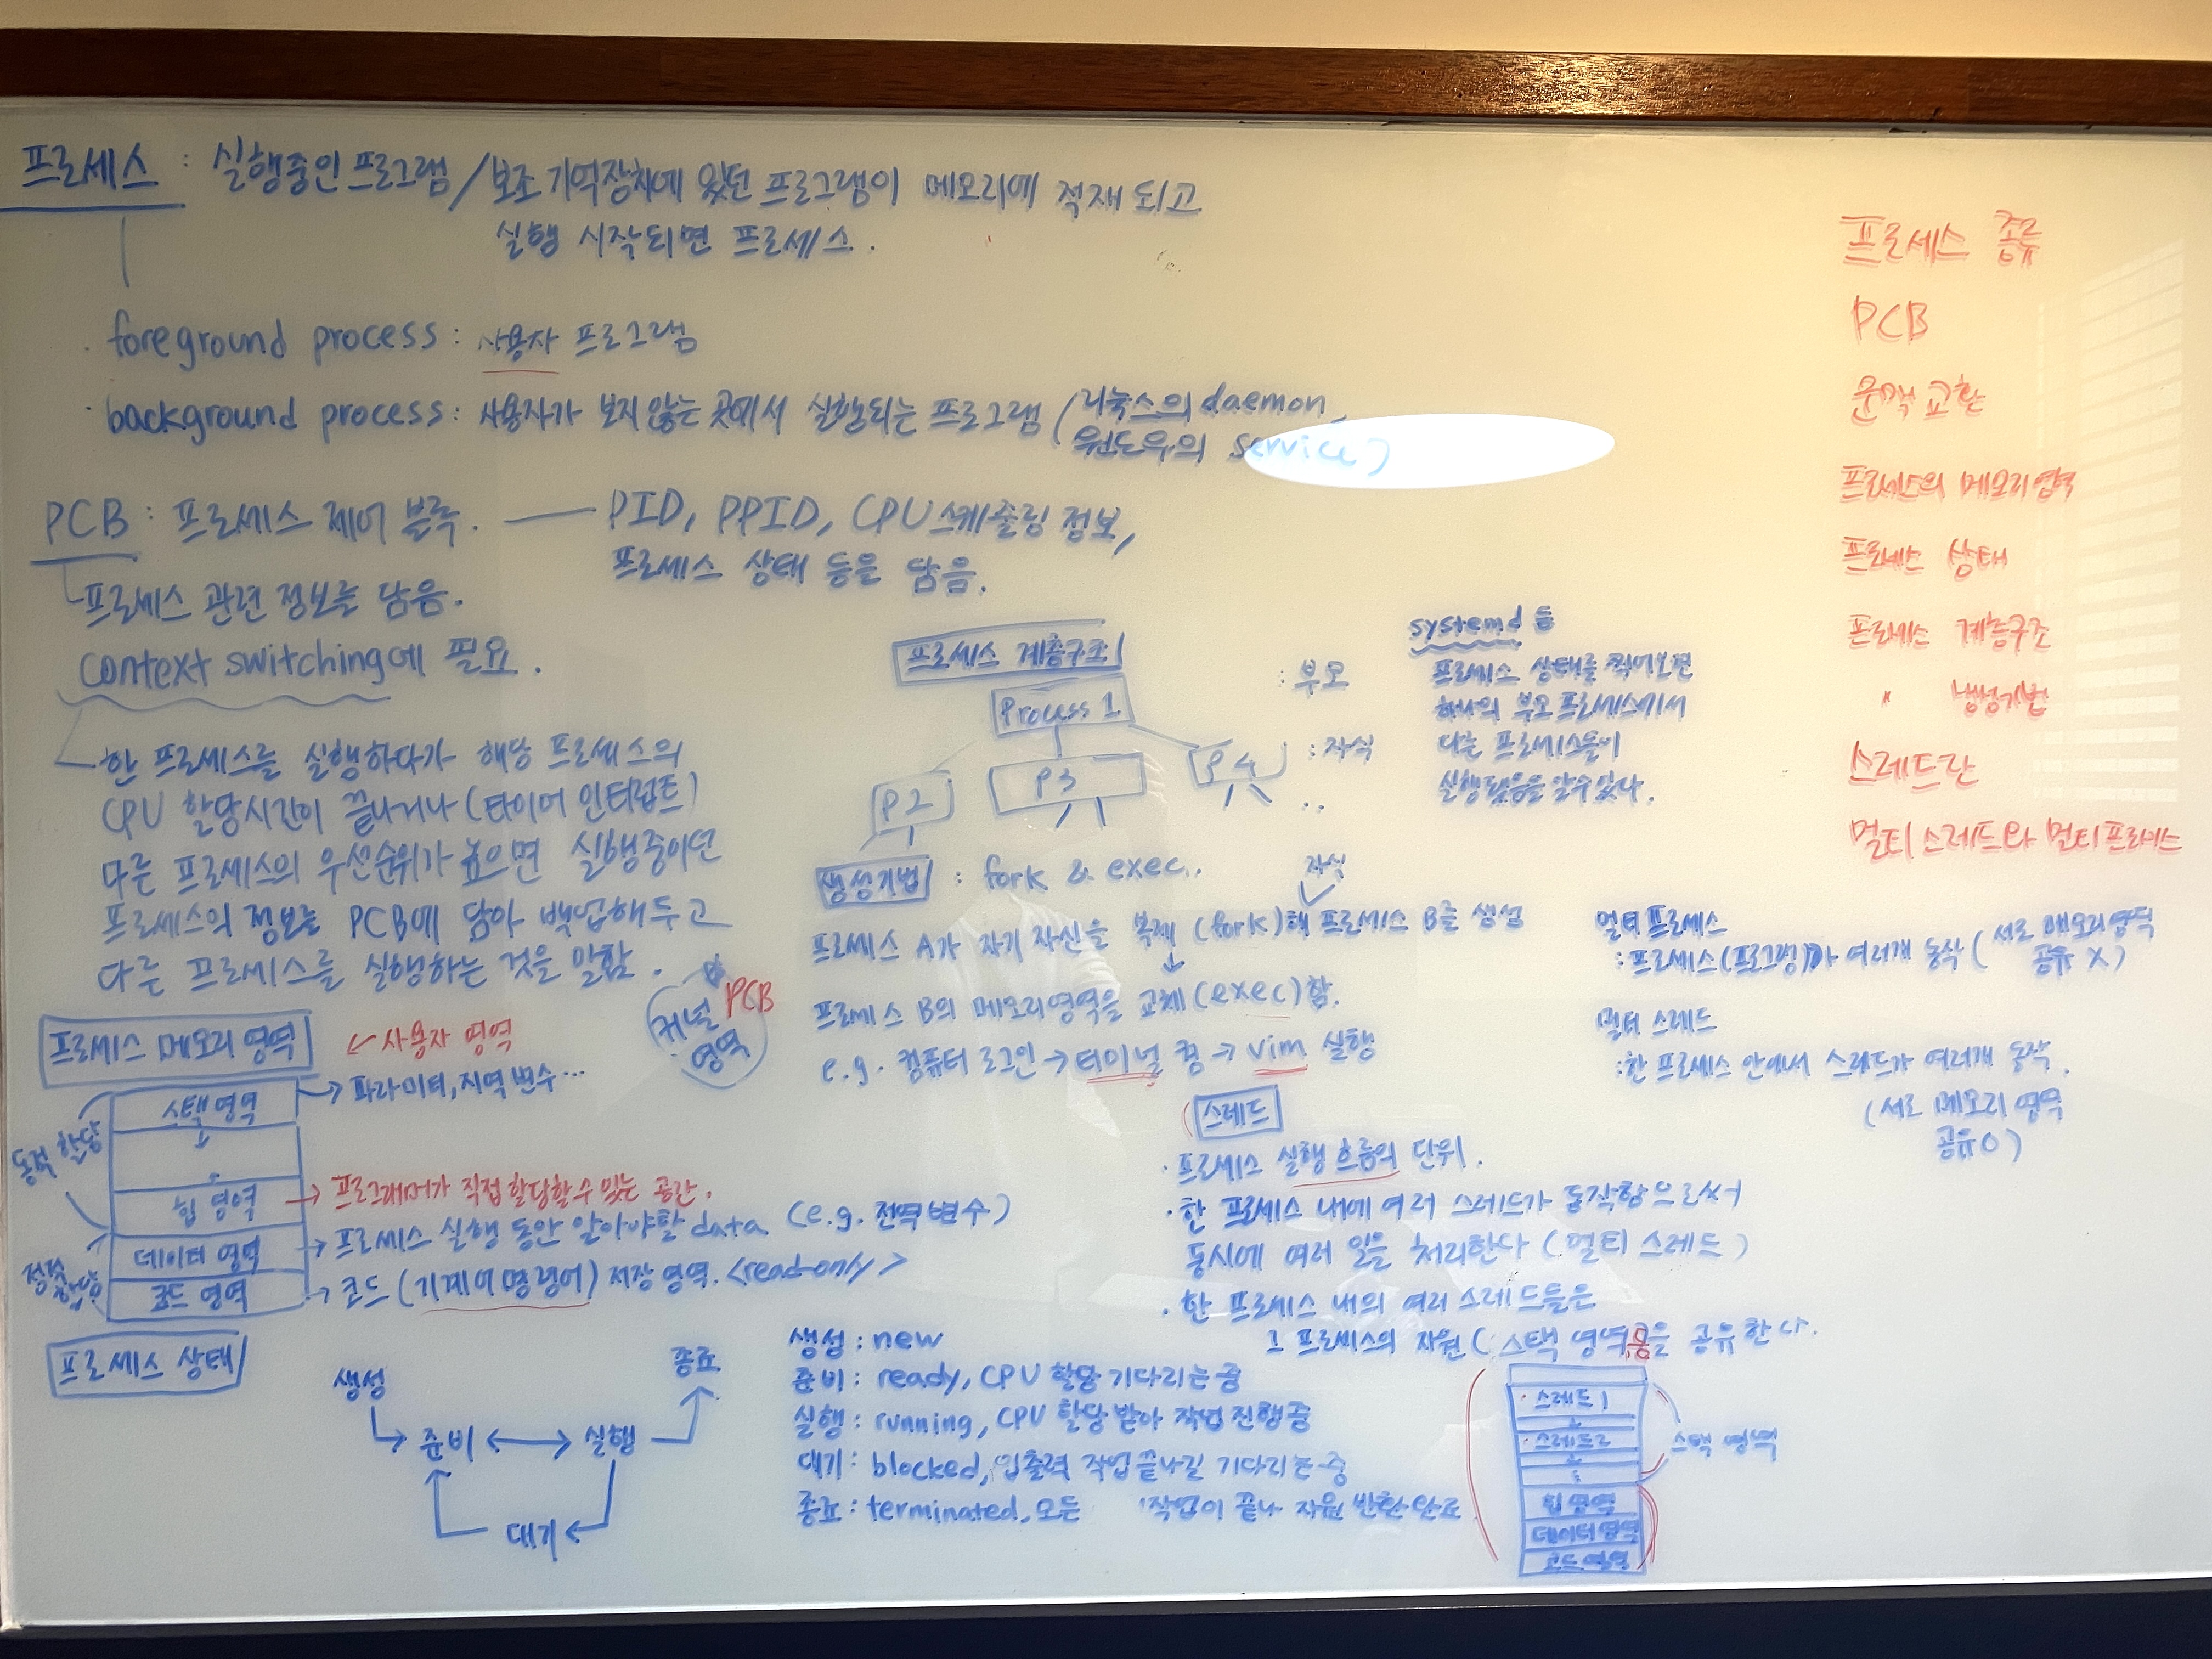 프로세스 : 실행중인 프로그램 / 보조 기억장치에 있던 프로그램이 메모리에 적재 되고
실행 시작되면 프로세스.
· foreground process : 사용자 프로그램
· background process : 사용자가 보지 않는 곳에서 실행되는 프로그램 (리눅스의 daemon,
윈도우의 service)
PCB : 프로세스 제어 블록. — PID, PPID, CPU 스케줄링 정보,
프로세스 상태 등을 담음.
프로세스 관련 정보를 담음.
context switching에 필요.
한 프로세스를 실행하다가 해당 프로세스의
CPU 할당시간이 끝나거나 (타이머 인터럽트)
다른 프로세스의 우선순위가 높으면 실행중이던
프로세스의 정보를 PCB에 담아 백업해두고
다른 프로세스를 실행하는 것을 말함.
커널 영역
PCB
프로세스 메모리 영역
← 사용자 영역
스택 영역 → 파라미터, 지역 변수 ...
동적 할당
힙 영역 → 프로그래머가 직접 할당할 수 있는 공간.
데이터 영역 → 프로세스 실행 동안 알아야할 data (e.g. 전역 변수)
정적 할당
코드 영역 → 코드 (기계어 명령어) 저장 영역. <read-only>
프로세스 상태
생성
준비 ↔ 실행
종료
대기
생성 : new
준비 : ready, CPU 할당 기다리는 중
실행 : running, CPU 할당 받아 작업 진행 중
대기 : blocked, 입출력 작업 끝나길 기다리는 중
종료 : terminated, 모든 작업이 끝나 자원 반환 완료
프로세스 계층구조
Process 1
: 부모
P2
P3
P4
: 자식
..
systemd 등
프로세스 상태를 찍어보면
하나의 부모 프로세스에서
다른 프로세스들이
실행됐음을 알 수 있다.
생성기법 : fork & exec..
자식
프로세스 A가 자기 자신을 복제 (fork)해 프로세스 B를 생성
프로세스 B의 메모리영역을 교체 (exec)함.
e.g. 컴퓨터 로그인 → 터미널 켬 → vim 실행
스레드
· 프로세스 실행 흐름의 단위.
· 한 프로세스 내에 여러 스레드가 동작함으로써
동시에 여러 일을 처리한다 (멀티 스레드)
· 한 프로세스 내의 여러 스레드들은
그 프로세스의 자원 (스택 영역 을 공유한다.
스레드1
스레드2
스택 영역
힙 영역
데이터 영역
코드 영역
멀티 프로세스
: 프로세스 (프로그램)가 여러개 동작 (서로 메모리영역
공유 X)
멀티 스레드
: 한 프로세스 안에서 스레드가 여러개 동작.
(서로 메모리 영역
공유 O)
프로세스 종류
PCB
문맥 교환
프로세스의 메모리 영역
프로세스 상태
프로세스 계층구조
〃 생성기법
스레드란
멀티 스레드와 멀티 프로세스